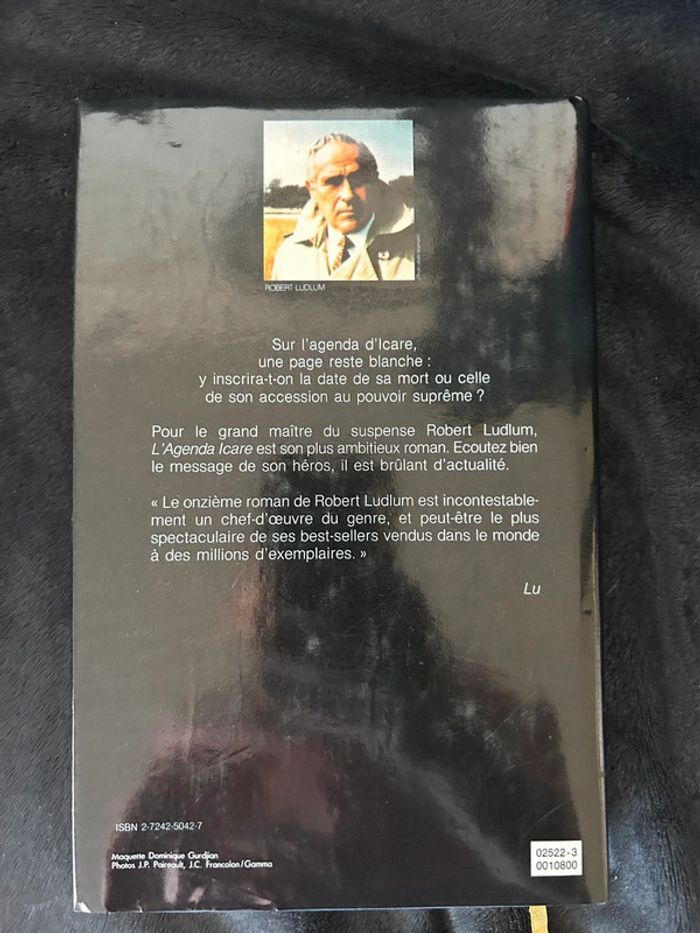 ROBERT LUDLUM
Sur l'agenda d'Icare,
une page reste blanche :
y inscrira-t-on la date de sa mort ou celle
de son accession au pouvoir suprême ?
Pour le grand maître du suspense Robert Ludlum,
L'Agenda Icare est son plus ambitieux roman. Ecoutez bien
le message de son héros, il est brûlant d'actualité.
« Le onzième roman de Robert Ludlum est incontestable-
ment un chef-d'œuvre du genre, et peut-être le plus
spectaculaire de ses best-sellers vendus dans le monde
à des millions d'exemplaires. »
Lu
ISBN 2-7242-5042-7
Maquette Dominique Gurdjian
Photos J.P. Paireault, J.C. Francolon/Gamma
02522-3
0010800